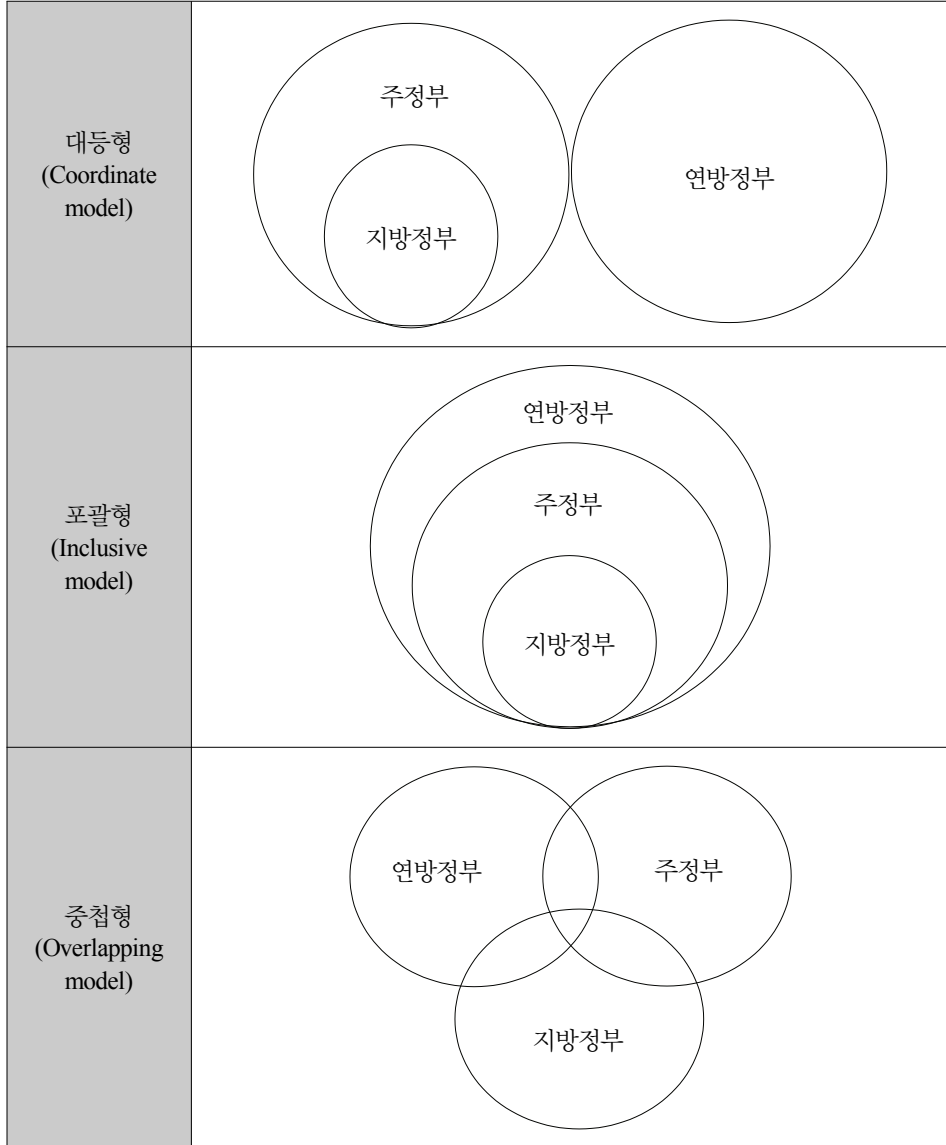 대등형
(Coordinate
model)
주정부
지방정부
연방정부
포괄형
(Inclusive
model)
연방정부
주정부
지방정부
중첩형
(Overlapping
model)
연방정부
주정부
지방정부